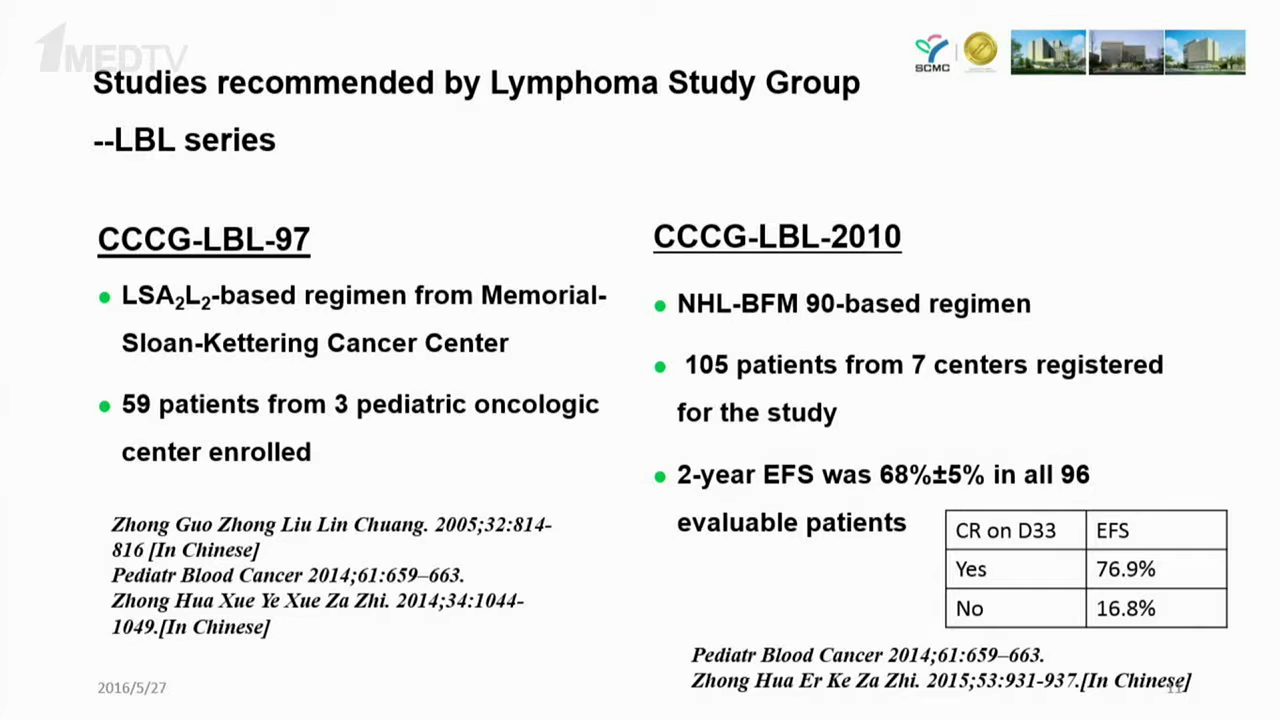 1MEDTV
SCMC
Studies recommended by Lymphoma Study Group
--LBL series
CCCG-LBL-97
● LSA₂L₂-based regimen from Memorial-
Sloan-Kettering Cancer Center
● 59 patients from 3 pediatric oncologic
center enrolled
Zhong Guo Zhong Liu Lin Chuang. 2005;32:814-
816 [In Chinese]
Pediatr Blood Cancer 2014;61:659–663.
Zhong Hua Xue Ye Xue Za Zhi. 2014;34:1044-
1049.[In Chinese]
CCCG-LBL-2010
● NHL-BFM 90-based regimen
● 105 patients from 7 centers registered
for the study
● 2-year EFS was 68%±5% in all 96
evaluable patients
CR on D33 EFS
Yes 76.9%
No 16.8%
Pediatr Blood Cancer 2014;61:659–663.
Zhong Hua Er Ke Za Zhi. 2015;53:931-937.[In Chinese]
2016/5/27
11